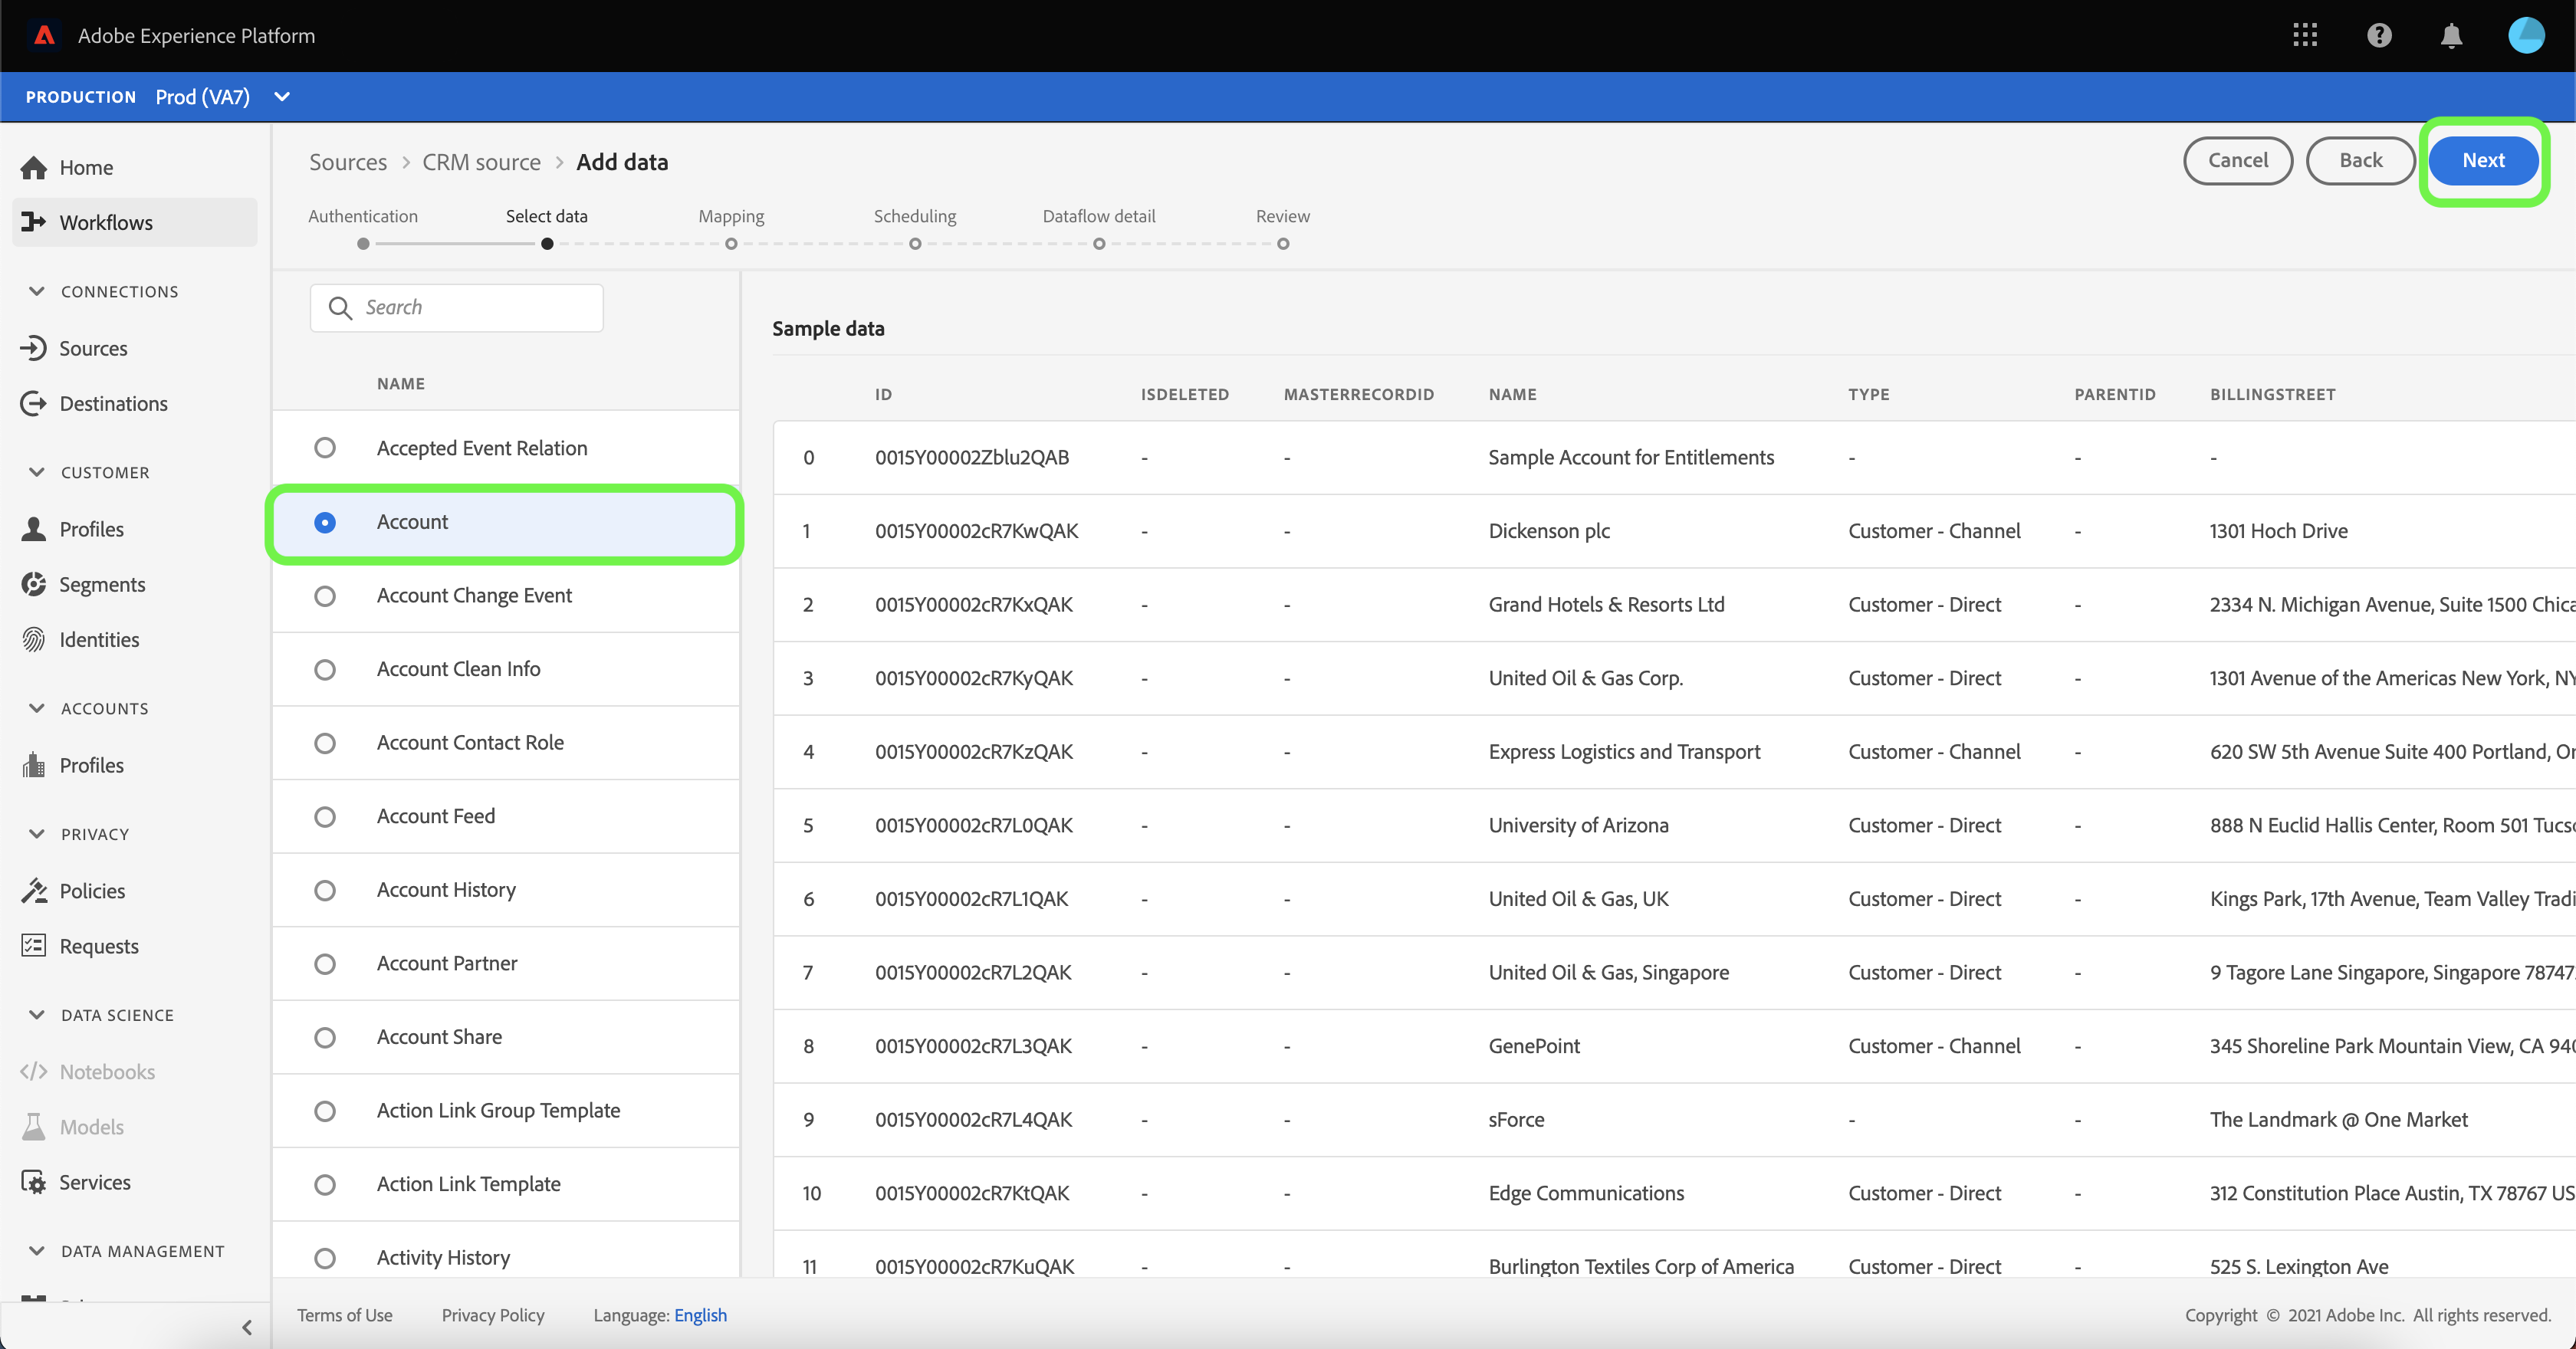 Adobe Experience Platform
PRODUCTION Prod (VA7)
Home
Workflows
CONNECTIONS
Sources
Destinations
CUSTOMER
Profiles
Segments
Identities
ACCOUNTS
Profiles
PRIVACY
Policies
Requests
DATA SCIENCE
Notebooks
Models
Services
DATA MANAGEMENT
Sources > CRM source > Add data
Cancel
Back
Next
Authentication
Select data
Mapping
Scheduling
Dataflow detail
Review
Search
NAME
Accepted Event Relation
Account
Account Change Event
Account Clean Info
Account Contact Role
Account Feed
Account History
Account Partner
Account Share
Action Link Group Template
Action Link Template
Activity History
Sample data
ID ISDELETED MASTERRECORDID NAME TYPE PARENTID BILLINGSTREET
0 0015Y00002Zblu2QAB - - Sample Account for Entitlements - - -
1 0015Y00002cR7KwQAK - - Dickenson plc Customer - Channel - 1301 Hoch Drive
2 0015Y00002cR7KxQAK - - Grand Hotels & Resorts Ltd Customer - Direct - 2334 N. Michigan Avenue, Suite 1500 Chica
3 0015Y00002cR7KyQAK - - United Oil & Gas Corp. Customer - Direct - 1301 Avenue of the Americas New York, NY
4 0015Y00002cR7KzQAK - - Express Logistics and Transport Customer - Channel - 620 SW 5th Avenue Suite 400 Portland, Or
5 0015Y00002cR7L0QAK - - University of Arizona Customer - Direct - 888 N Euclid Hallis Center, Room 501 Tucs
6 0015Y00002cR7L1QAK - - United Oil & Gas, UK Customer - Direct - Kings Park, 17th Avenue, Team Valley Tradi
7 0015Y00002cR7L2QAK - - United Oil & Gas, Singapore Customer - Direct - 9 Tagore Lane Singapore, Singapore 78747
8 0015Y00002cR7L3QAK - - GenePoint Customer - Channel - 345 Shoreline Park Mountain View, CA 940
9 0015Y00002cR7L4QAK - - sForce - - The Landmark @ One Market
10 0015Y00002cR7KtQAK - - Edge Communications Customer - Direct - 312 Constitution Place Austin, TX 78767 US
11 0015Y00002cR7KuQAK - - Burlington Textiles Corp of America Customer - Direct - 525 S. Lexington Ave
Terms of Use Privacy Policy Language: English
Copyright © 2021 Adobe Inc. All rights reserved.